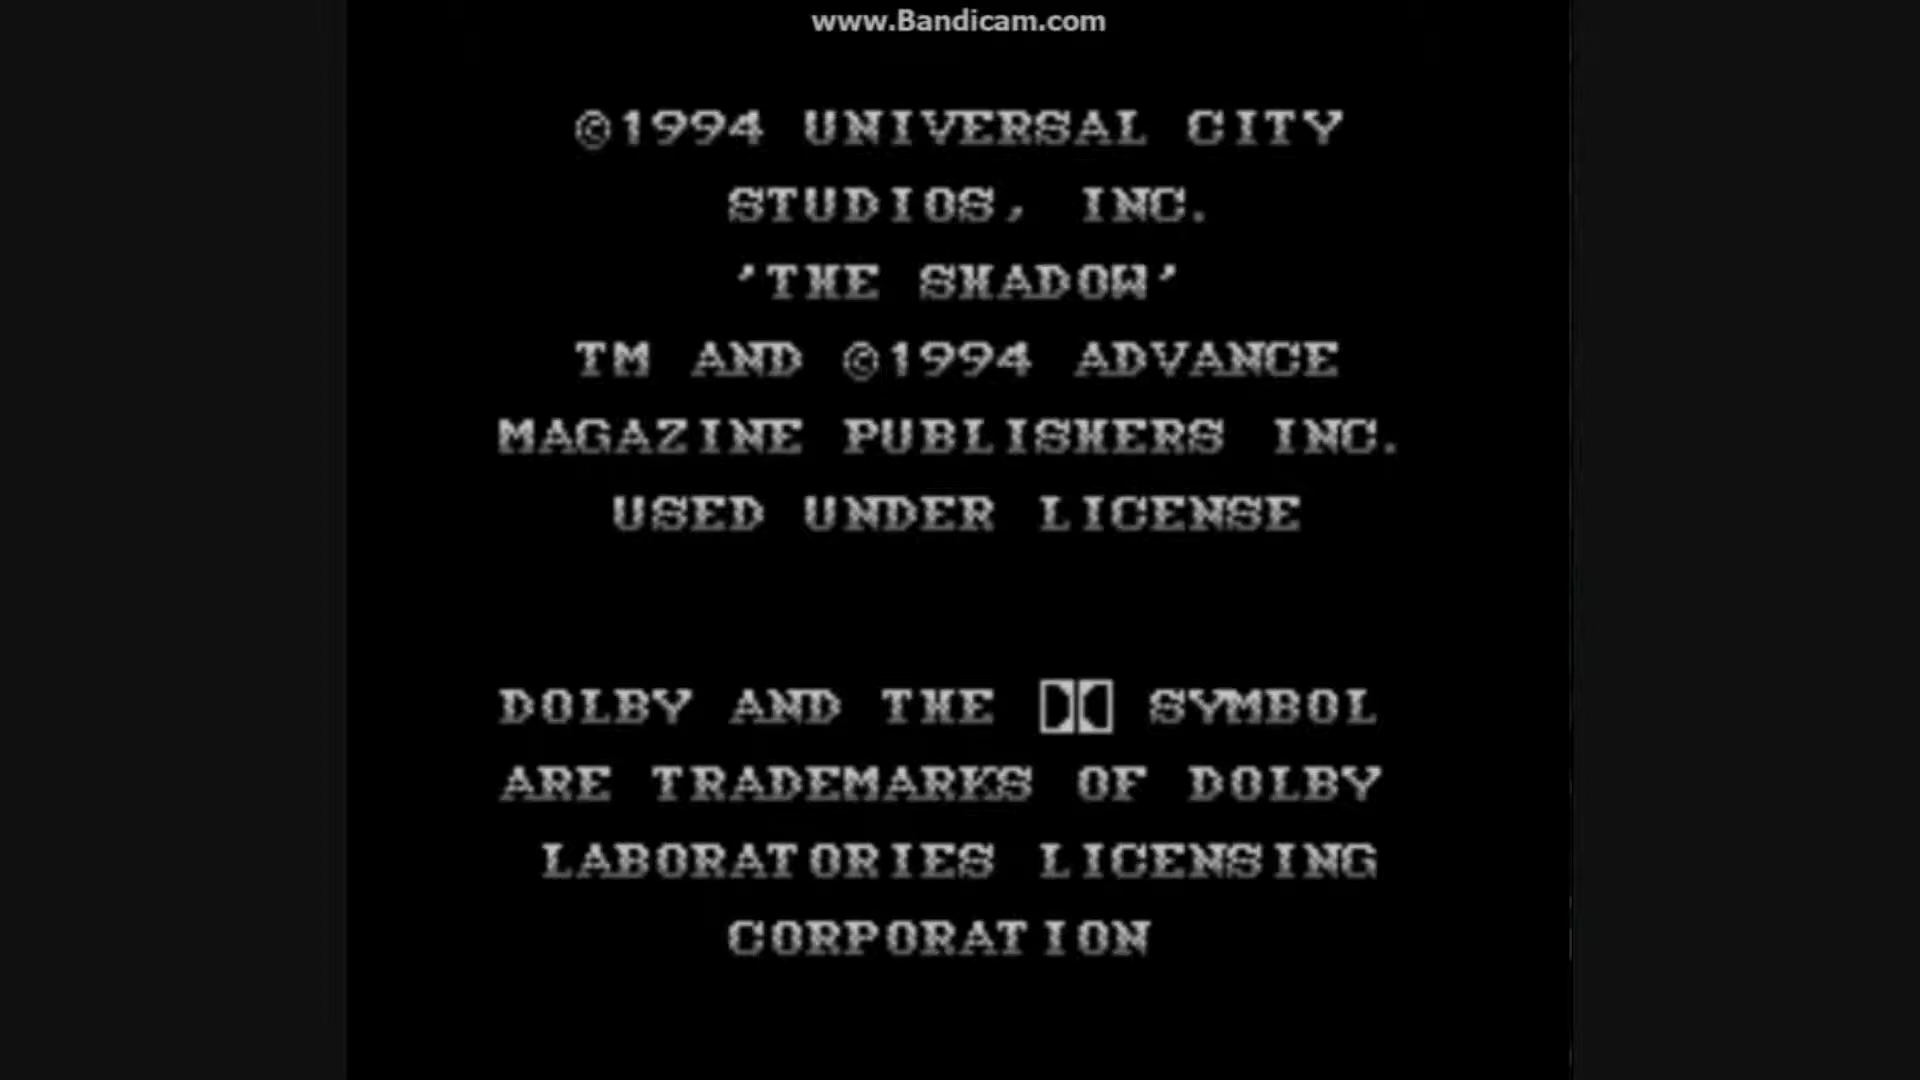 www.Bandicam.com
©1994 UNIVERSAL CITY
STUDIOS, INC.
'THE SHADOW'
TM AND ©1994 ADVANCE
MAGAZINE PUBLISHERS INC.
USED UNDER LICENSE
DOLBY AND THE SYMBOL
ARE TRADEMARKS OF DOLBY
LABORATORIES LICENSING
CORPORATION